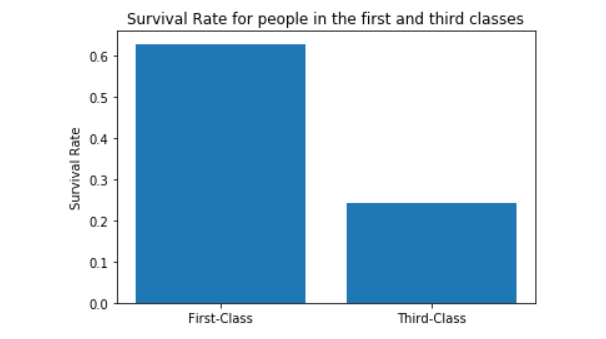 Survival Rate for people in the first and third classes
Survival Rate
0.6
0.5
0.4
0.3
0.2
0.1
0.0
First-Class
Third-Class